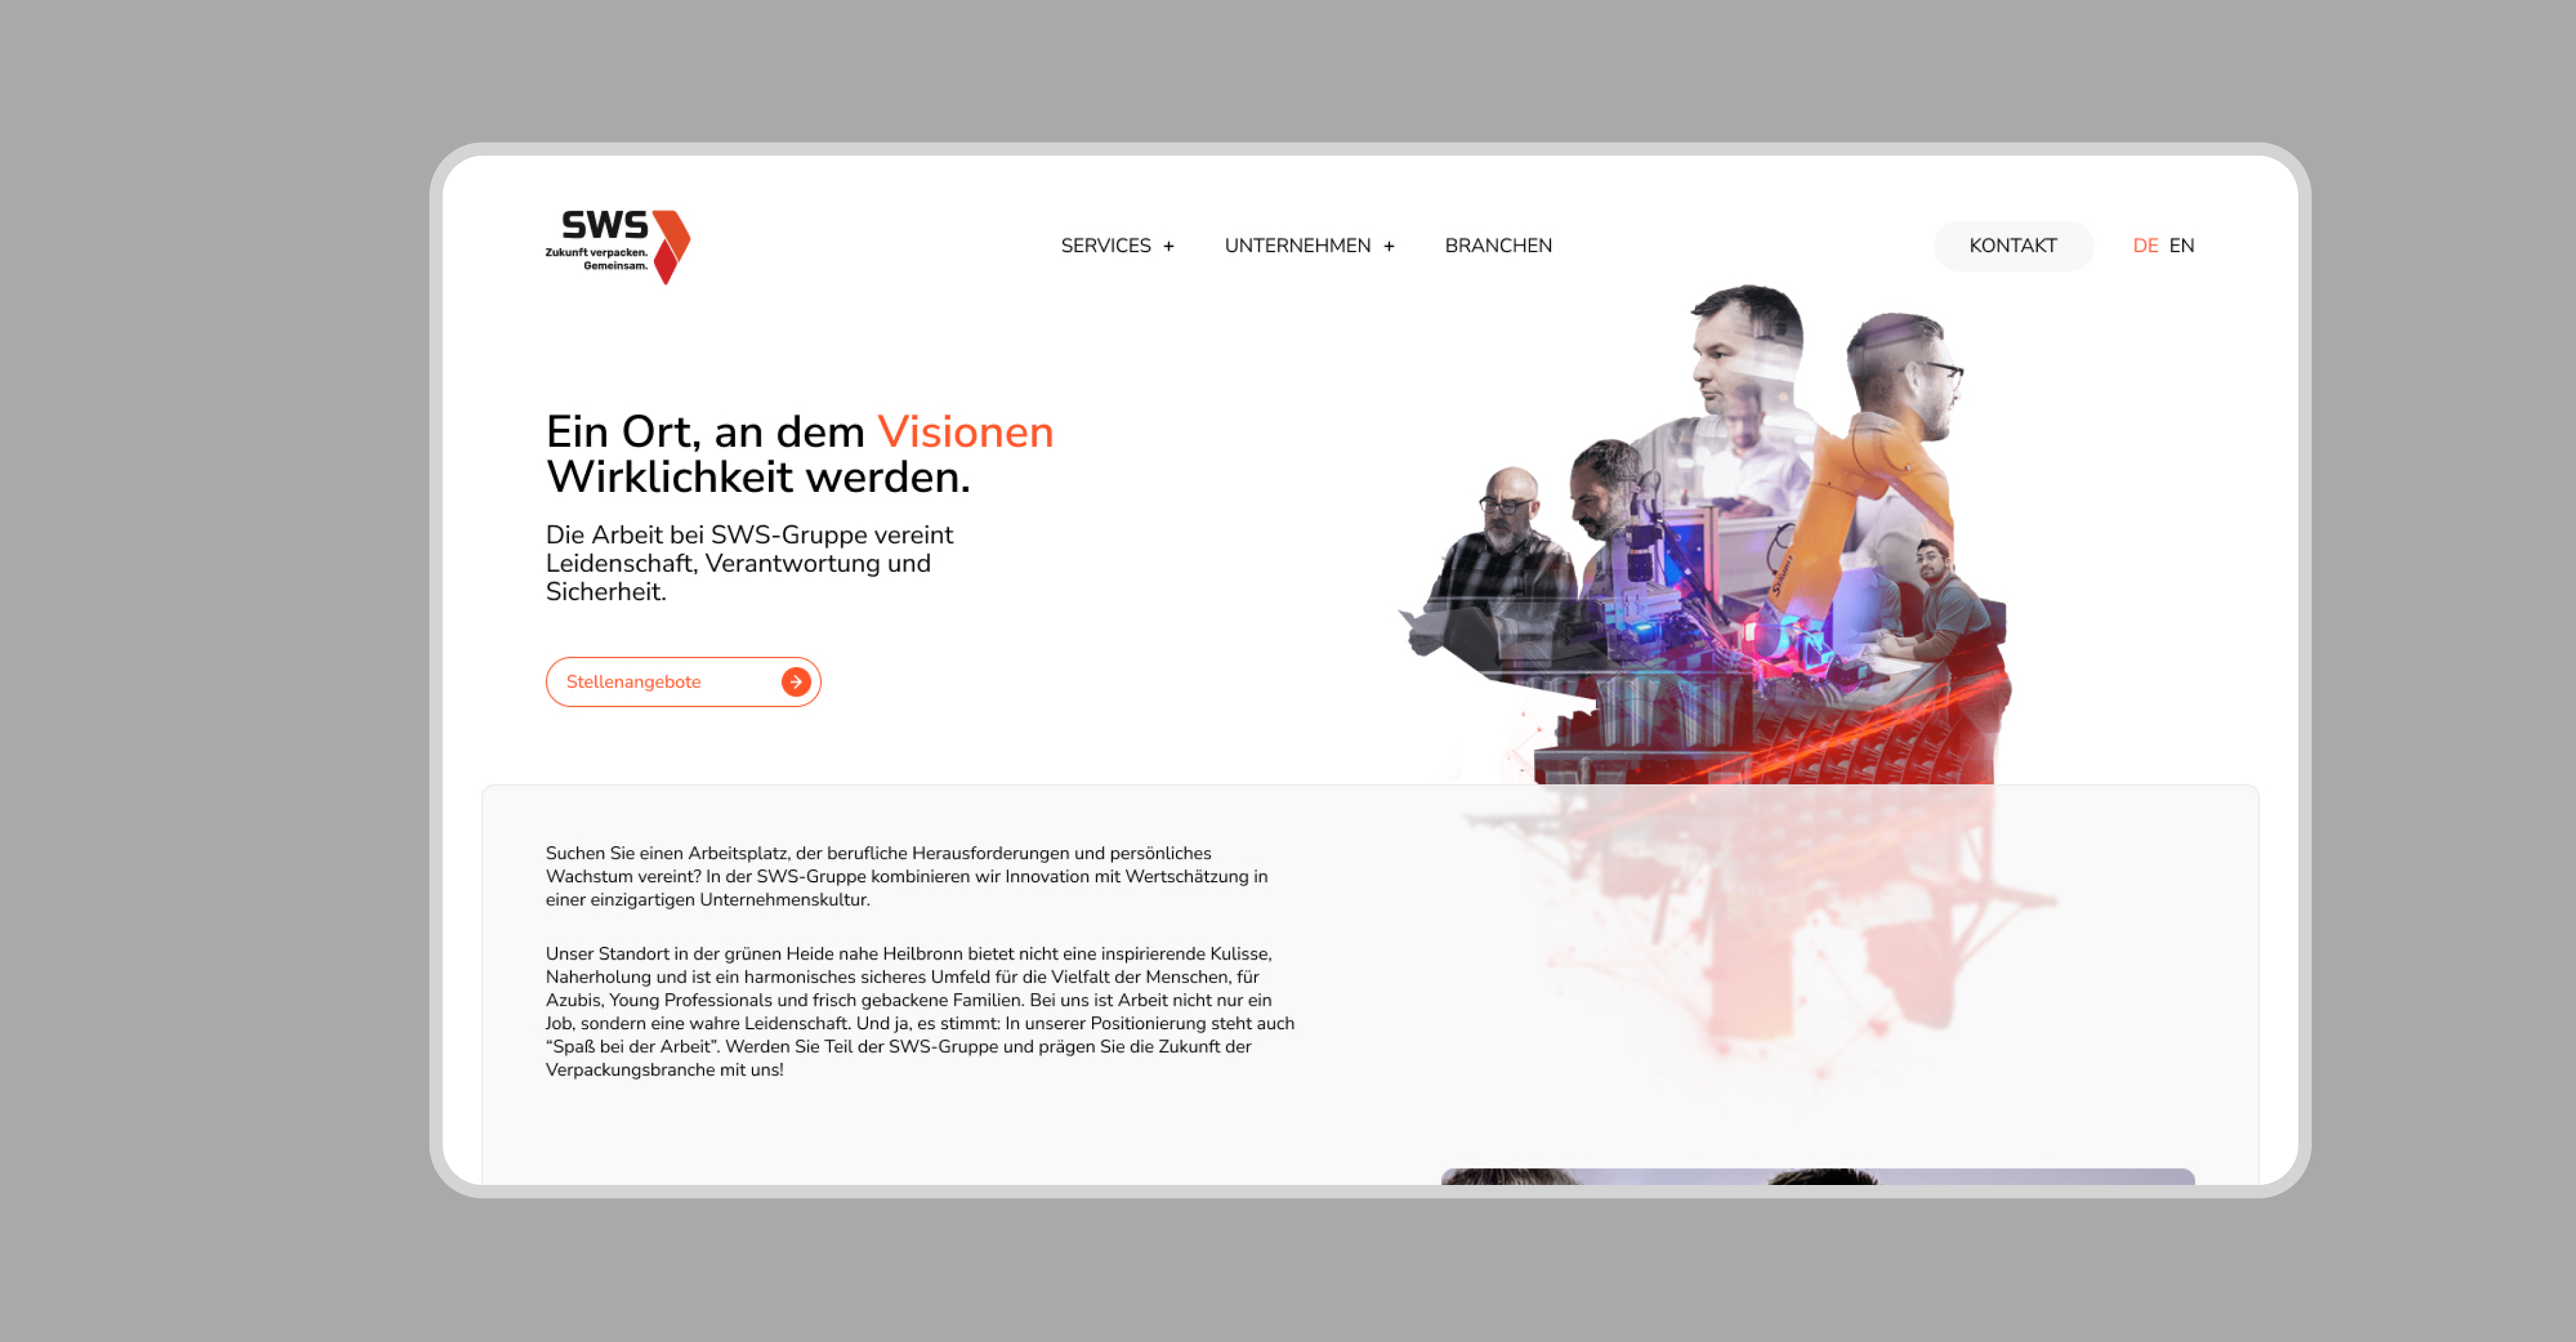 SWS
Zukunft verpacken.
Gemeinsam.
SERVICES +
UNTERNEHMEN +
BRANCHEN
KONTAKT
DE EN
Ein Ort, an dem Visionen
Wirklichkeit werden.
Die Arbeit bei SWS-Gruppe vereint
Leidenschaft, Verantwortung und
Sicherheit.
Stellenangebote
Stäubli
Suchen Sie einen Arbeitsplatz, der berufliche Herausforderungen und persönliches
Wachstum vereint? In der SWS-Gruppe kombinieren wir Innovation mit Wertschätzung in
einer einzigartigen Unternehmenskultur.
Unser Standort in der grünen Heide nahe Heilbronn bietet nicht eine inspirierende Kulisse,
Naherholung und ist ein harmonisches sicheres Umfeld für die Vielfalt der Menschen, für
Azubis, Young Professionals und frisch gebackene Familien. Bei uns ist Arbeit nicht nur ein
Job, sondern eine wahre Leidenschaft. Und ja, es stimmt: In unserer Positionierung steht auch
“Spaß bei der Arbeit”. Werden Sie Teil der SWS-Gruppe und prägen Sie die Zukunft der
Verpackungsbranche mit uns!